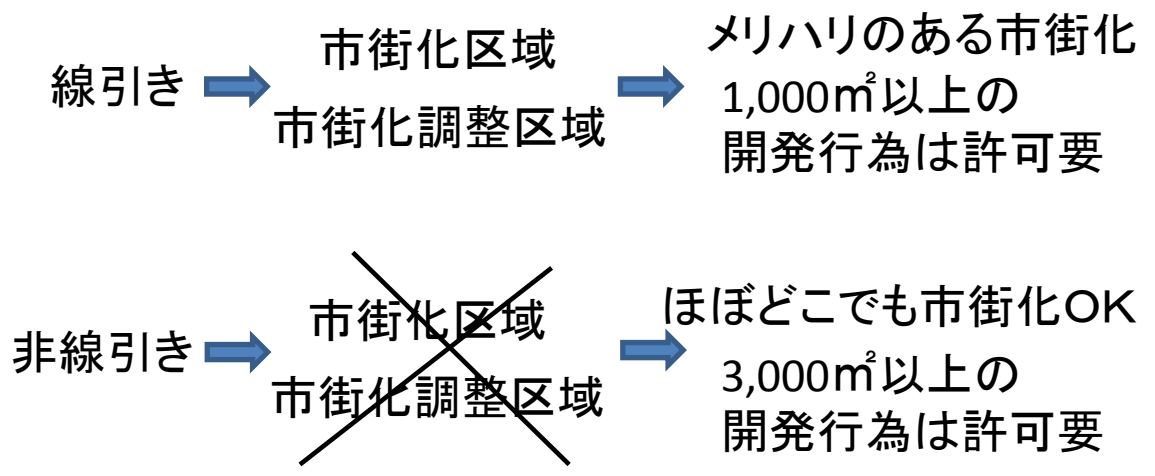 線引き
市街化区域
市街化調整区域
メリハリのある市街化
1,000㎡以上の
開発行為は許可要
非線引き
市街化区域
市街化調整区域
ほぼどこでも市街化OK
3,000㎡以上の
開発行為は許可要